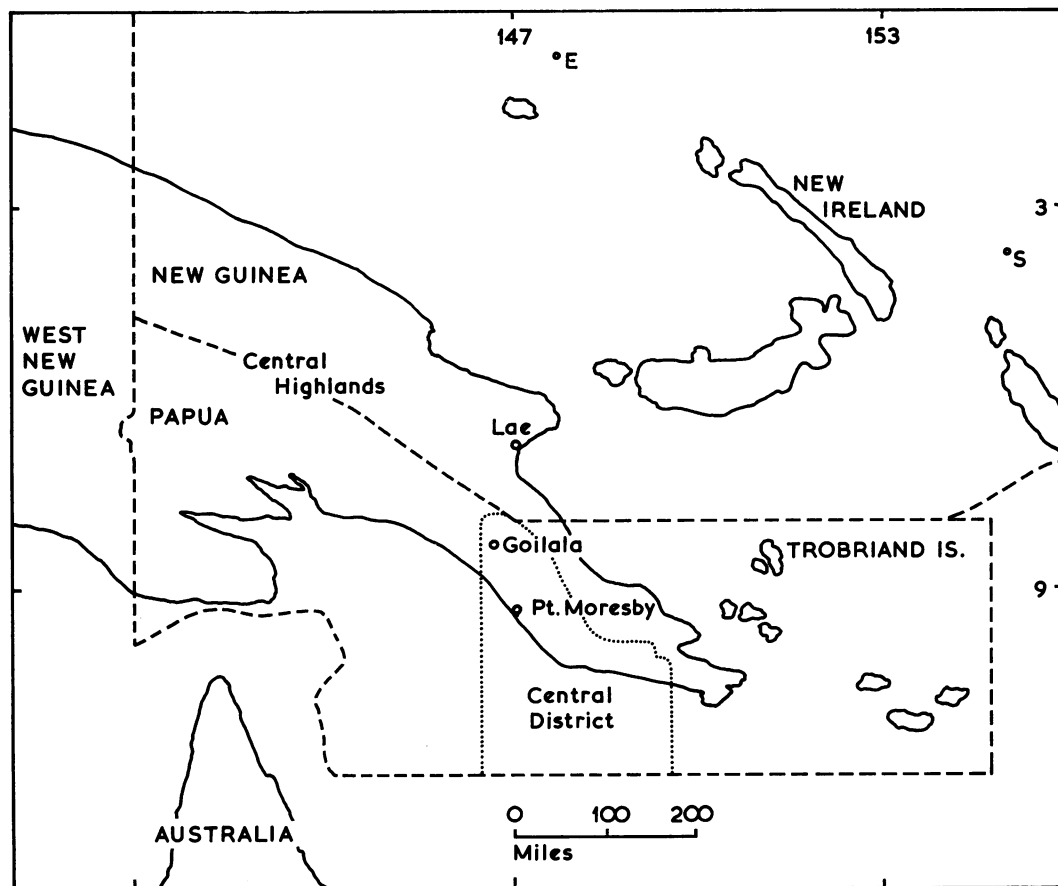 147
153
E
NEW
IRELAND
3
S
NEW GUINEA
WEST
NEW
GUINEA
Central
Highlands
PAPUA
Lae
Goilala
TROBRIAND IS.
9
Pt. Moresby
Central
District
0 100 200
Miles
AUSTRALIA